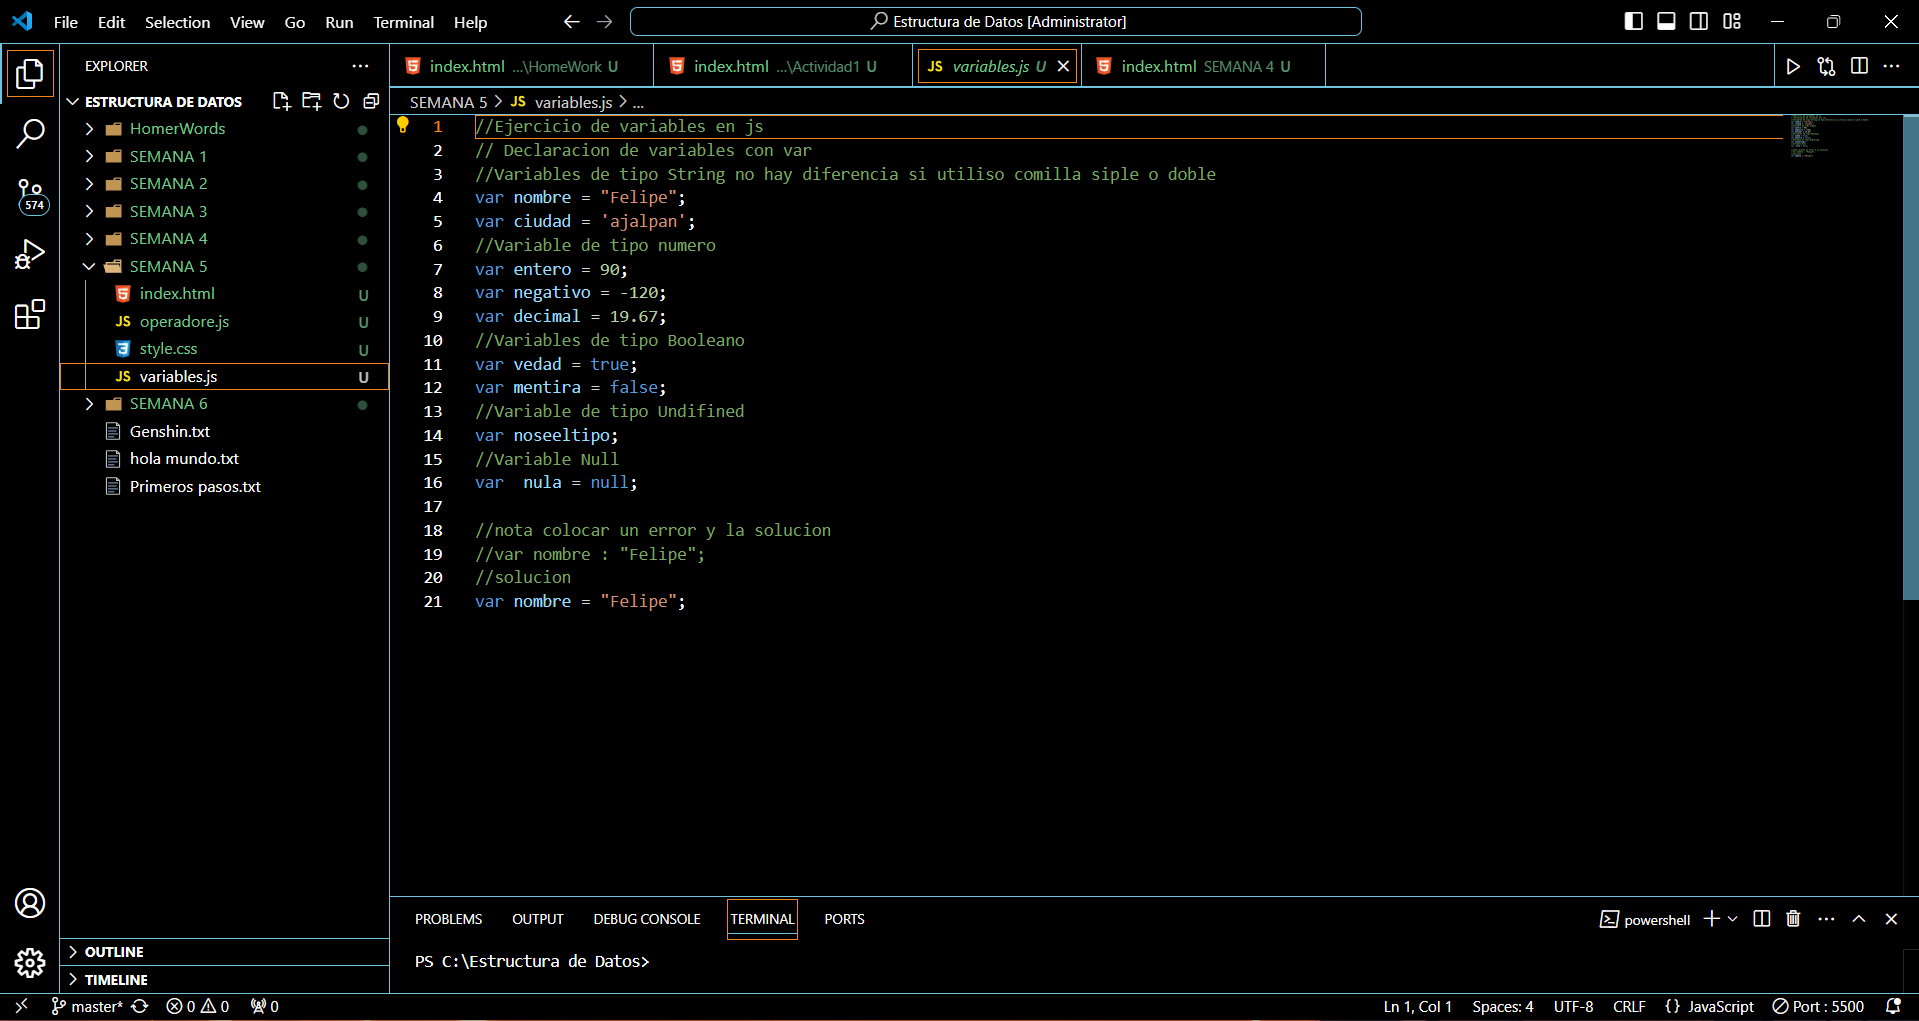 File Edit Selection View Go Run Terminal Help
Estructura de Datos [Administrator]
EXPLORER
ESTRUCTURA DE DATOS
HomerWords
SEMANA 1
SEMANA 2
SEMANA 3
SEMANA 4
SEMANA 5
index.html U
JS operadore.js U
style.css U
JS variables.js U
SEMANA 6
Genshin.txt
hola mundo.txt
Primeros pasos.txt
574
OUTLINE
TIMELINE
index.html ...\HomeWork U
index.html ...\Actividad1 U
JS variables.js U
index.html SEMANA 4 U
SEMANA 5 > JS variables.js > ...
1 //Ejercicio de variables en js
2 // Declaracion de variables con var
3 //Variables de tipo String no hay diferencia si utiliso comilla siple o doble
4 var nombre = "Felipe";
5 var ciudad = 'ajalpan';
6 //Variable de tipo numero
7 var entero = 90;
8 var negativo = -120;
9 var decimal = 19.67;
10 //Variables de tipo Booleano
11 var vedad = true;
12 var mentira = false;
13 //Variable de tipo Undifined
14 var noseeltipo;
15 //Variable Null
16 var  nula = null;
17
18 //nota colocar un error y la solucion
19 //var nombre : "Felipe";
20 //solucion
21 var nombre = "Felipe";
PROBLEMS OUTPUT DEBUG CONSOLE TERMINAL PORTS
powershell
PS C:\Estructura de Datos>
master* 0 0 0
Ln 1, Col 1 Spaces: 4 UTF-8 CRLF {} JavaScript Port : 5500